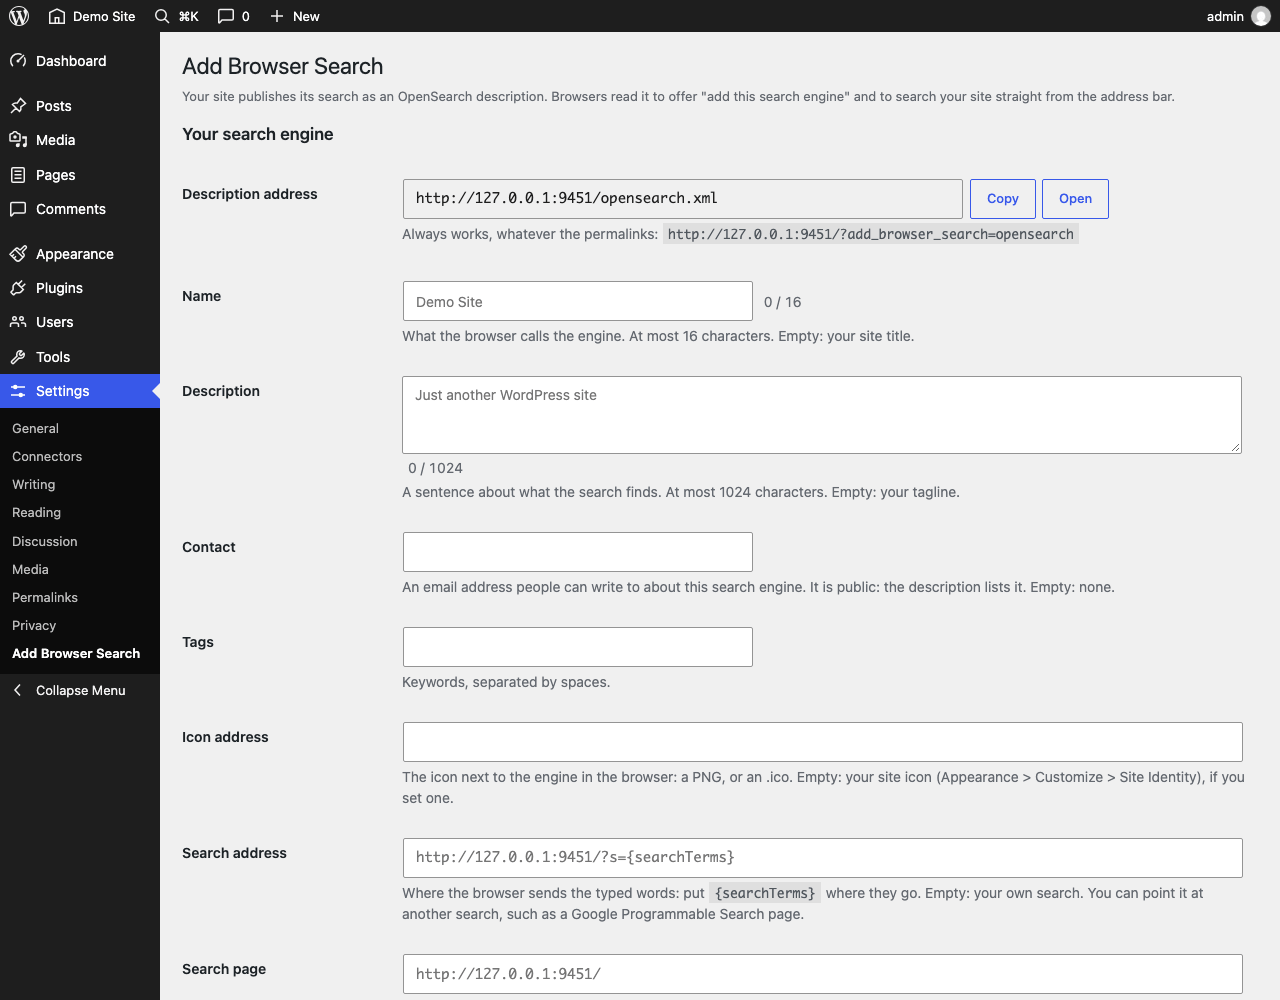 Demo Site
⌘K
0
New
admin
Dashboard
Posts
Media
Pages
Comments
Appearance
Plugins
Users
Tools
Settings
General
Connectors
Writing
Reading
Discussion
Media
Permalinks
Privacy
Add Browser Search
Collapse Menu
Add Browser Search
Your site publishes its search as an OpenSearch description. Browsers read it to offer "add this search engine" and to search your site straight from the address bar.
Your search engine
Description address
http://127.0.0.1:9451/opensearch.xml
Copy
Open
Always works, whatever the permalinks: http://127.0.0.1:9451/?add_browser_search=opensearch
Name
Demo Site
0 / 16
What the browser calls the engine. At most 16 characters. Empty: your site title.
Description
Just another WordPress site
0 / 1024
A sentence about what the search finds. At most 1024 characters. Empty: your tagline.
Contact
An email address people can write to about this search engine. It is public: the description lists it. Empty: none.
Tags
Keywords, separated by spaces.
Icon address
The icon next to the engine in the browser: a PNG, or an .ico. Empty: your site icon (Appearance > Customize > Site Identity), if you
set one.
Search address
http://127.0.0.1:9451/?s={searchTerms}
Where the browser sends the typed words: put {searchTerms} where they go. Empty: your own search. You can point it at
another search, such as a Google Programmable Search page.
Search page
http://127.0.0.1:9451/